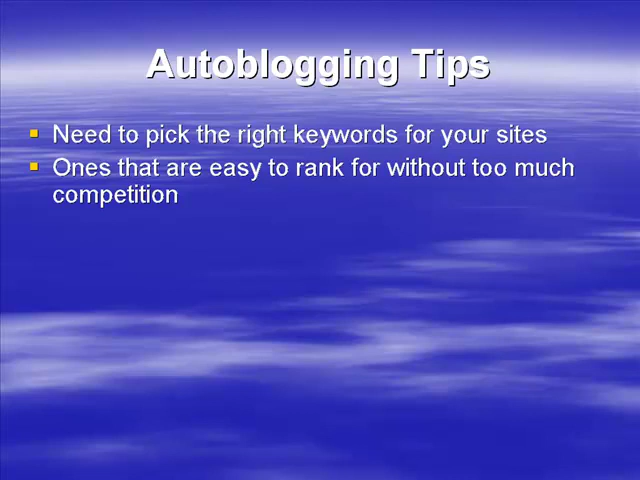 Autoblogging Tips
Need to pick the right keywords for your sites
Ones that are easy to rank for without too much
competition